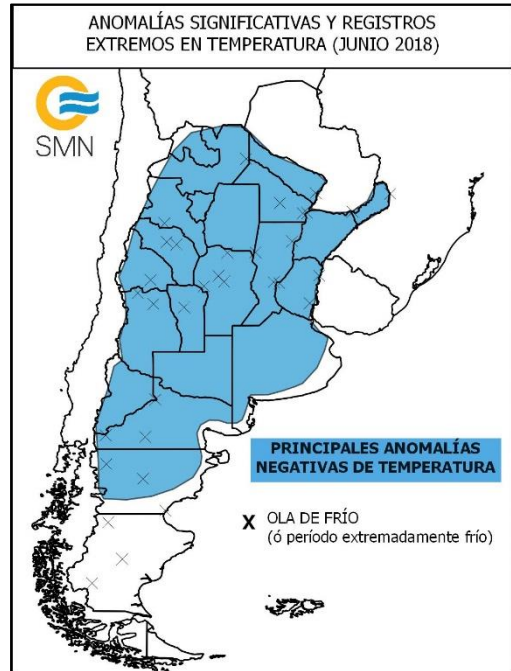 ANOMALÍAS SIGNIFICATIVAS Y REGISTROS
EXTREMOS EN TEMPERATURA (JUNIO 2018)
SMN
PRINCIPALES ANOMALÍAS
NEGATIVAS DE TEMPERATURA
X OLA DE FRÍO
(ó período extremadamente frío)